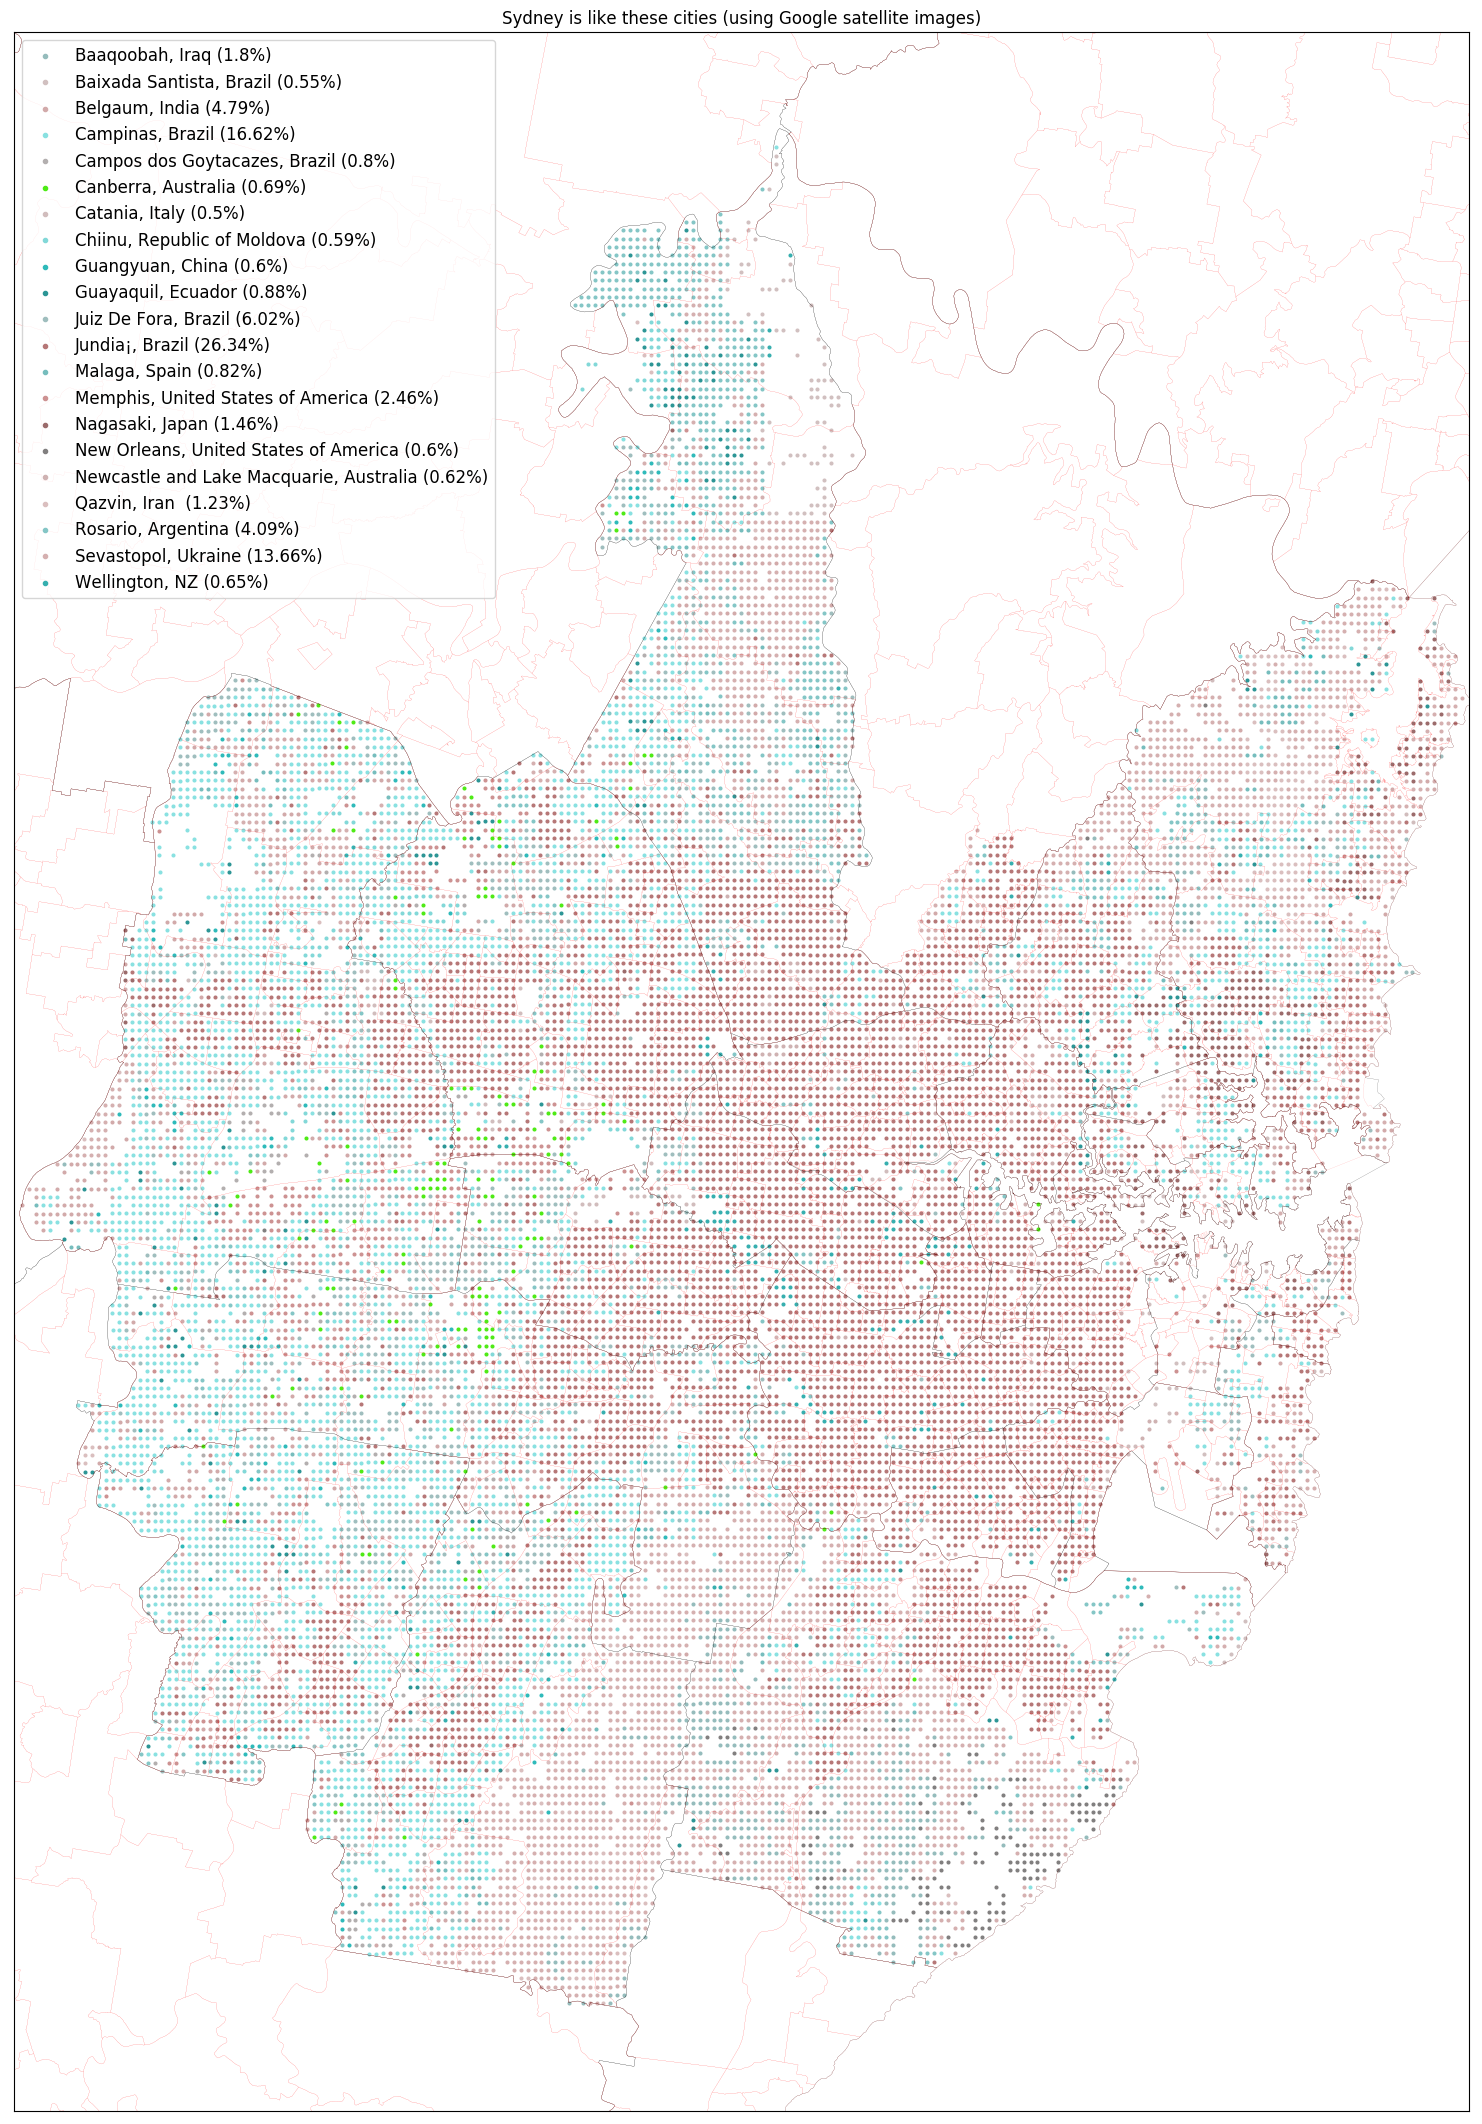 Sydney is like these cities (using Google satellite images)
Baaqoobah, Iraq (1.8%)
Baixada Santista, Brazil (0.55%)
Belgaum, India (4.79%)
Campinas, Brazil (16.62%)
Campos dos Goytacazes, Brazil (0.8%)
Canberra, Australia (0.69%)
Catania, Italy (0.5%)
Chiinu, Republic of Moldova (0.59%)
Guangyuan, China (0.6%)
Guayaquil, Ecuador (0.88%)
Juiz De Fora, Brazil (6.02%)
Jundia¡, Brazil (26.34%)
Malaga, Spain (0.82%)
Memphis, United States of America (2.46%)
Nagasaki, Japan (1.46%)
New Orleans, United States of America (0.6%)
Newcastle and Lake Macquarie, Australia (0.62%)
Qazvin, Iran  (1.23%)
Rosario, Argentina (4.09%)
Sevastopol, Ukraine (13.66%)
Wellington, NZ (0.65%)